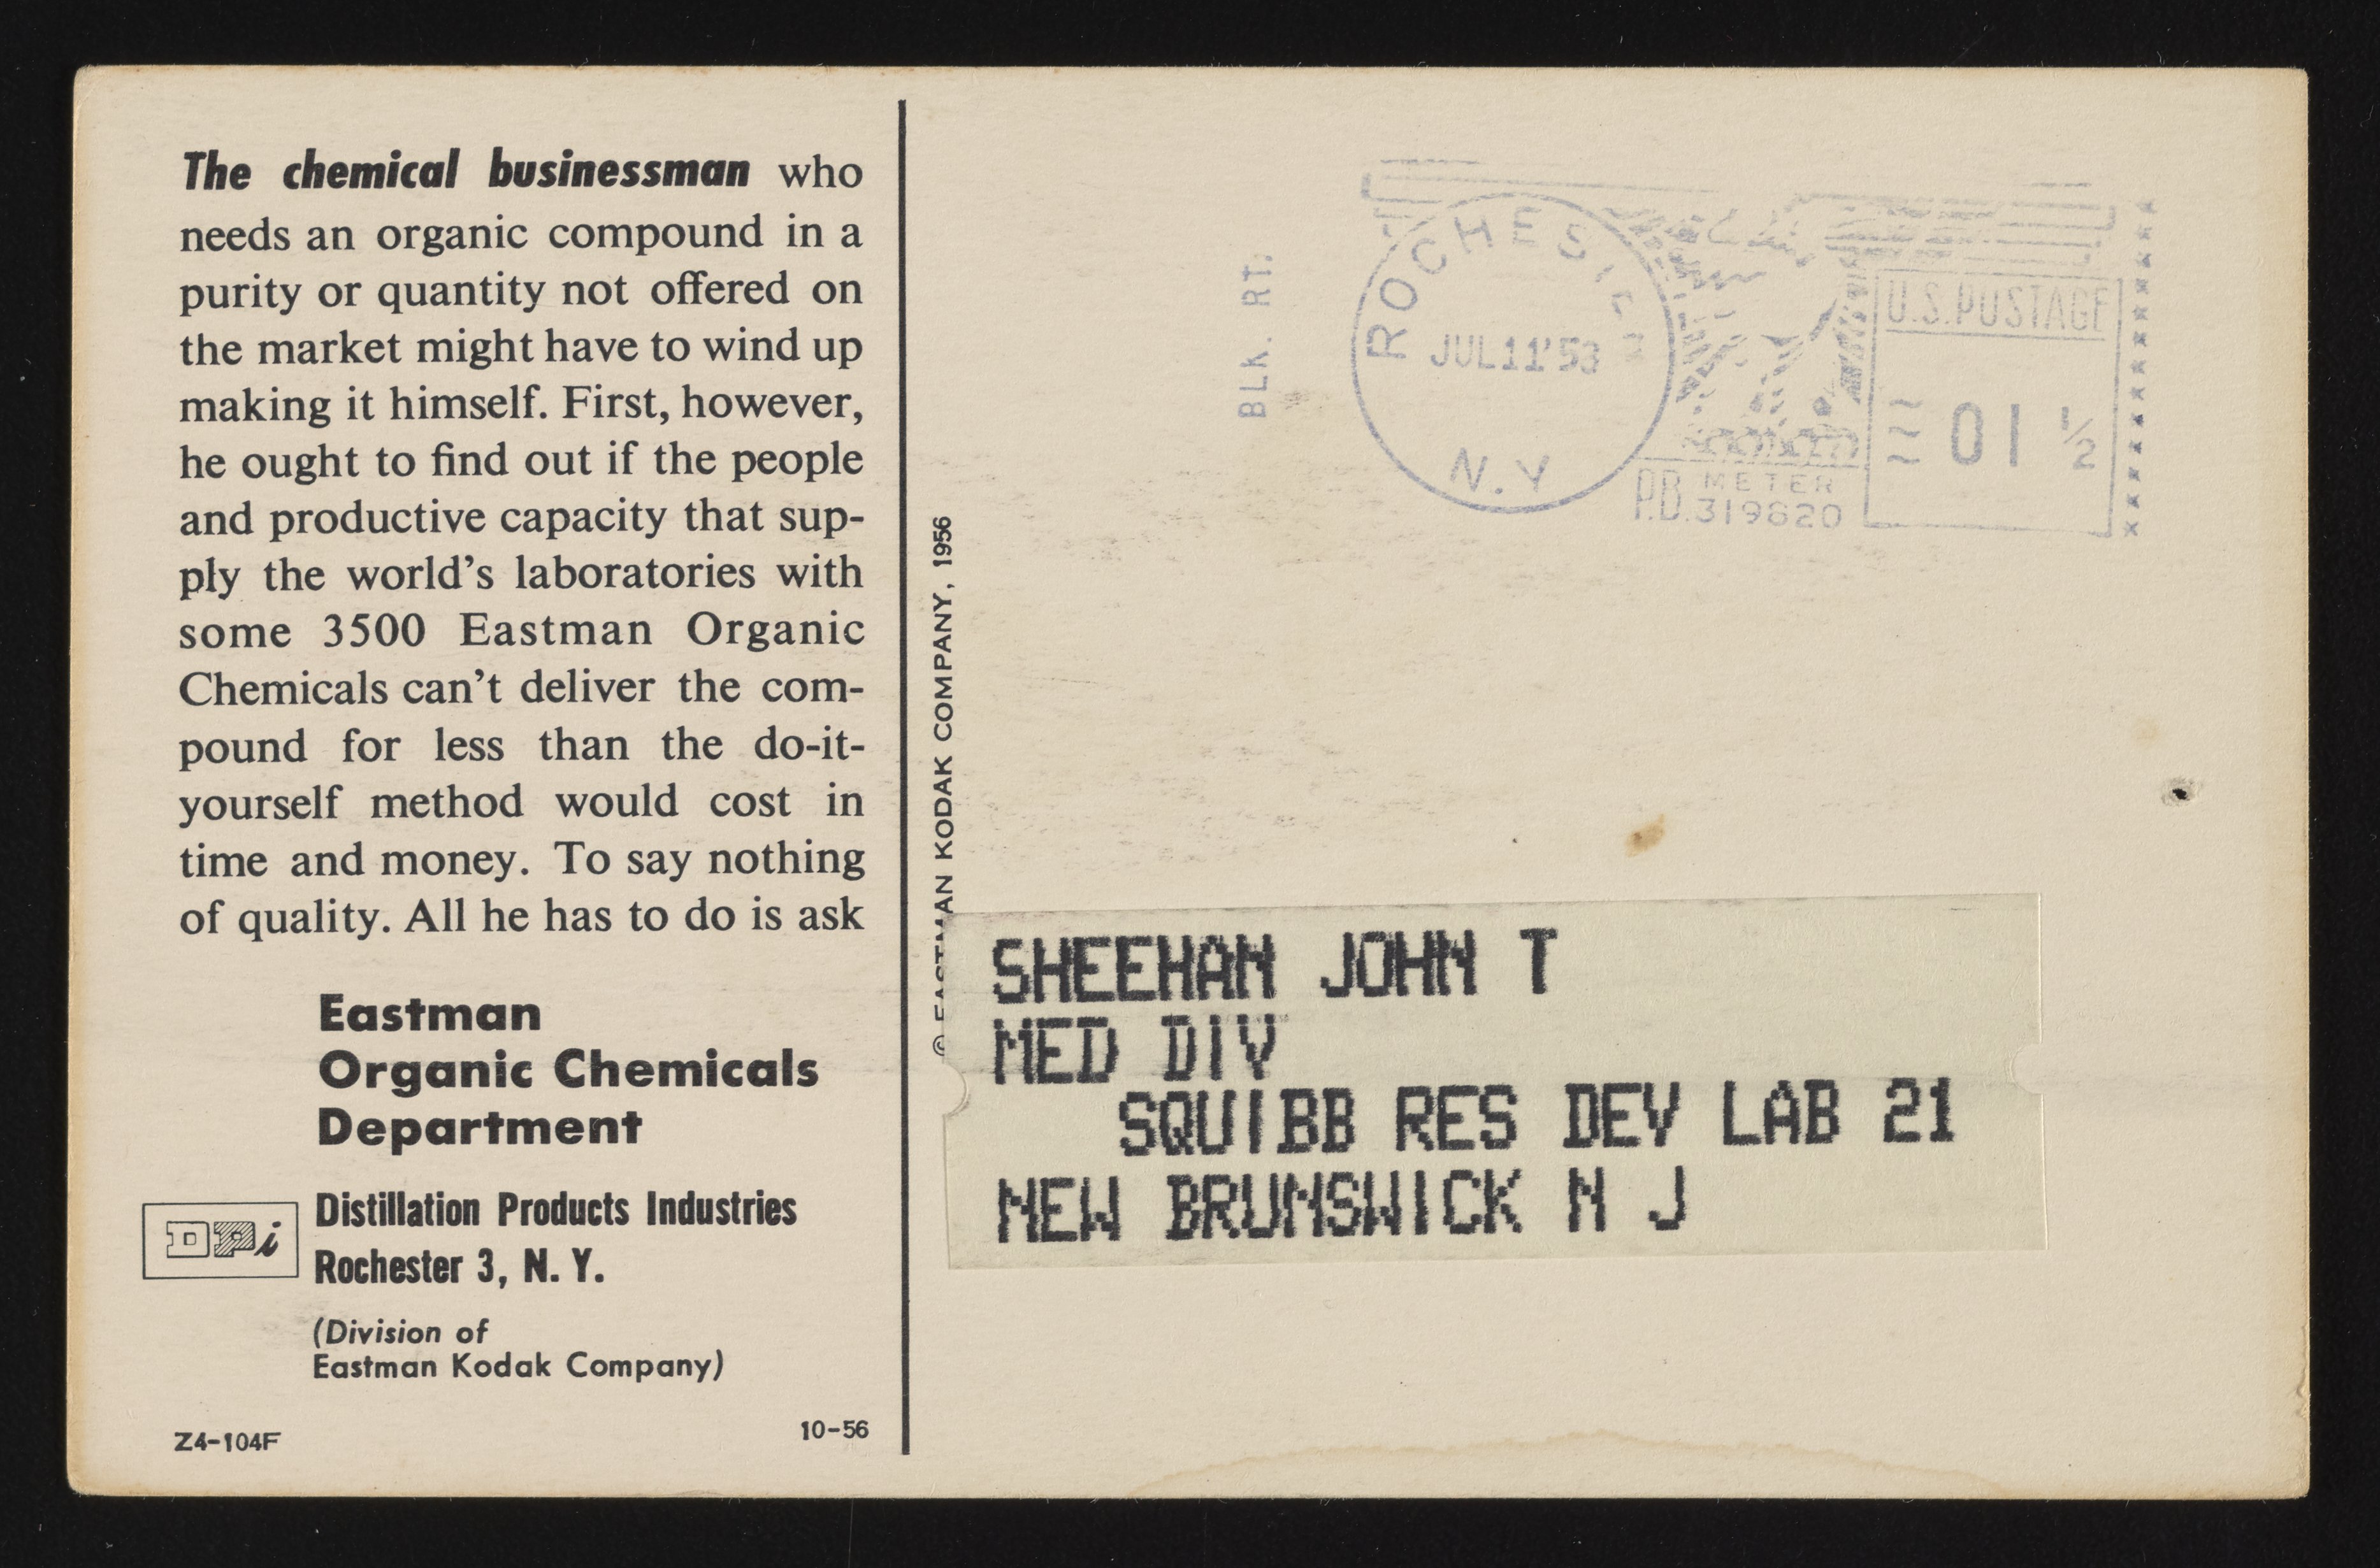 The chemical businessman who
needs an organic compound in a
purity or quantity not offered on
the market might have to wind up
making it himself. First, however,
he ought to find out if the people
and productive capacity that sup-
ply the world's laboratories with
some 3500 Eastman Organic
Chemicals can't deliver the com-
pound for less than the do-it-
yourself method would cost in
time and money. To say nothing
of quality. All he has to do is ask
Eastman
Organic Chemicals
Department
DPi
Distillation Products Industries
Rochester 3, N. Y.
(Division of
Eastman Kodak Company)
Z4-104F
10-56
© EASTMAN KODAK COMPANY, 1956
BLK. RT.
ROCHESTER
JUL 11 '58
N.Y
U.S. POSTAGE
01 ½
P.B. METER
319820
SHEEHAN JOHN T
MED DIV
SQUIBB RES DEV LAB 21
NEW BRUNSWICK N J